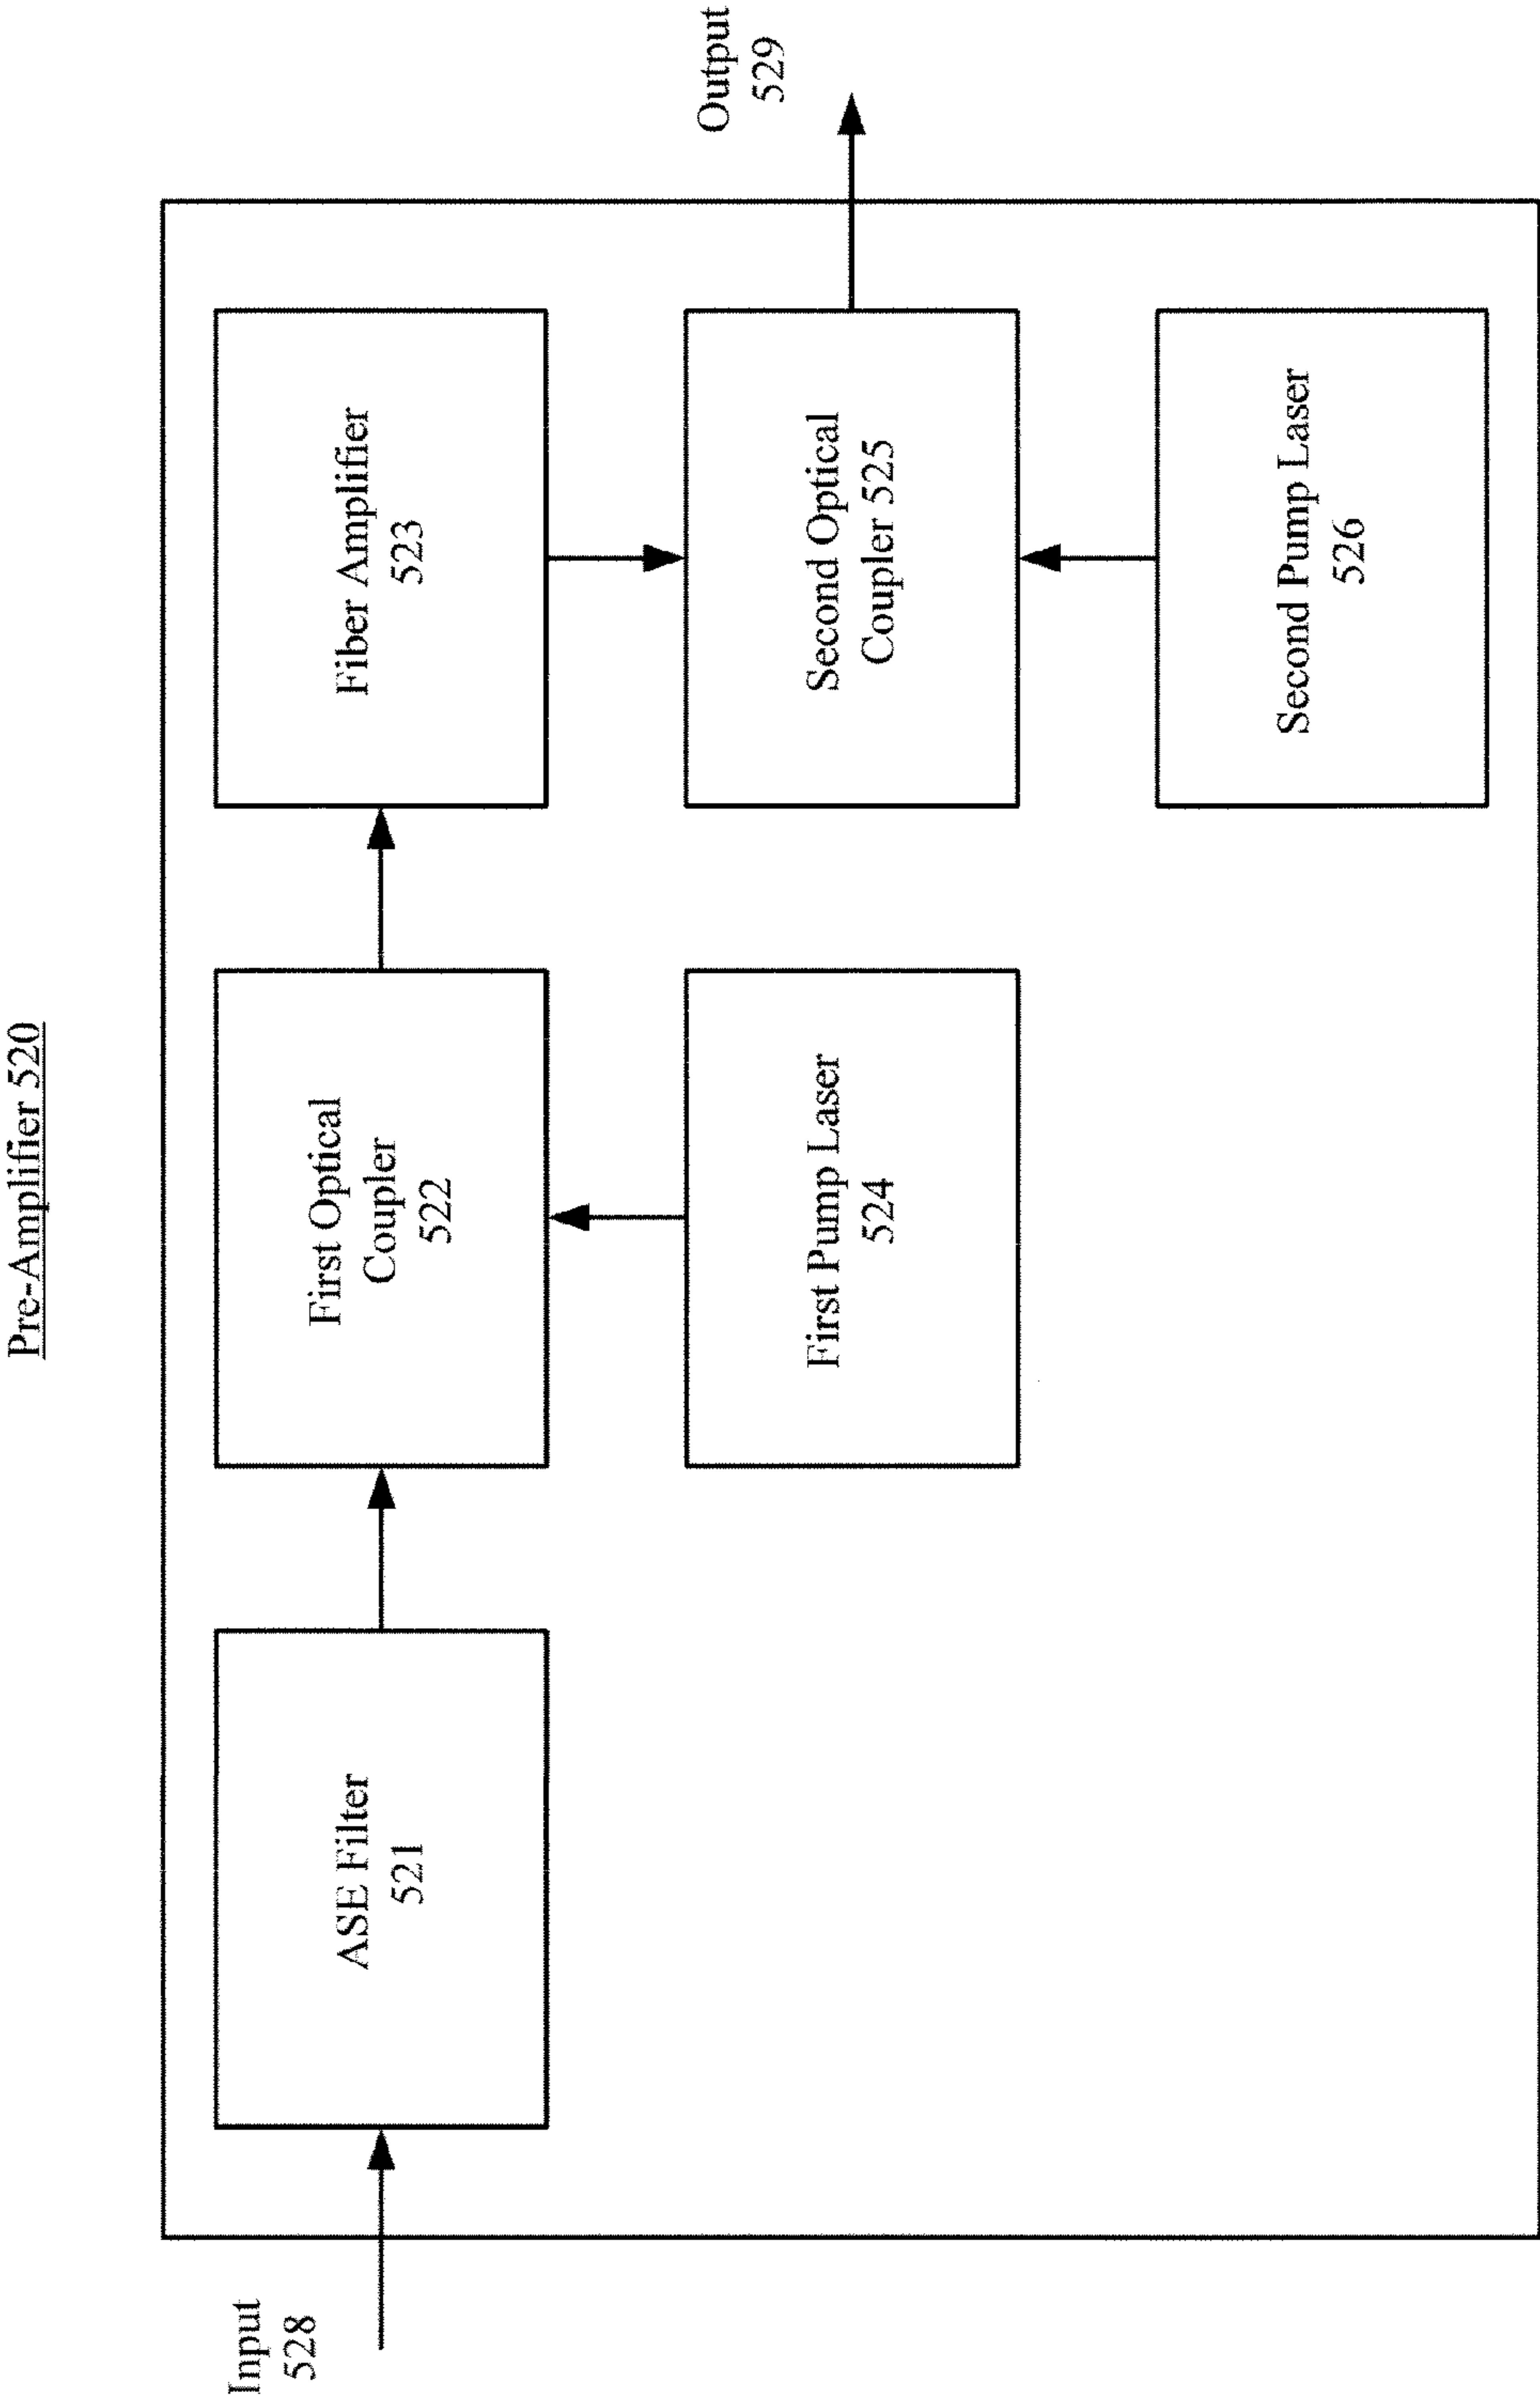 Pre-Amplifier 520
Input
528
ASE Filter
521
First Optical
Coupler
522
Fiber Amplifier
523
First Pump Laser
524
Second Optical
Coupler 525
Output
529
Second Pump Laser
526